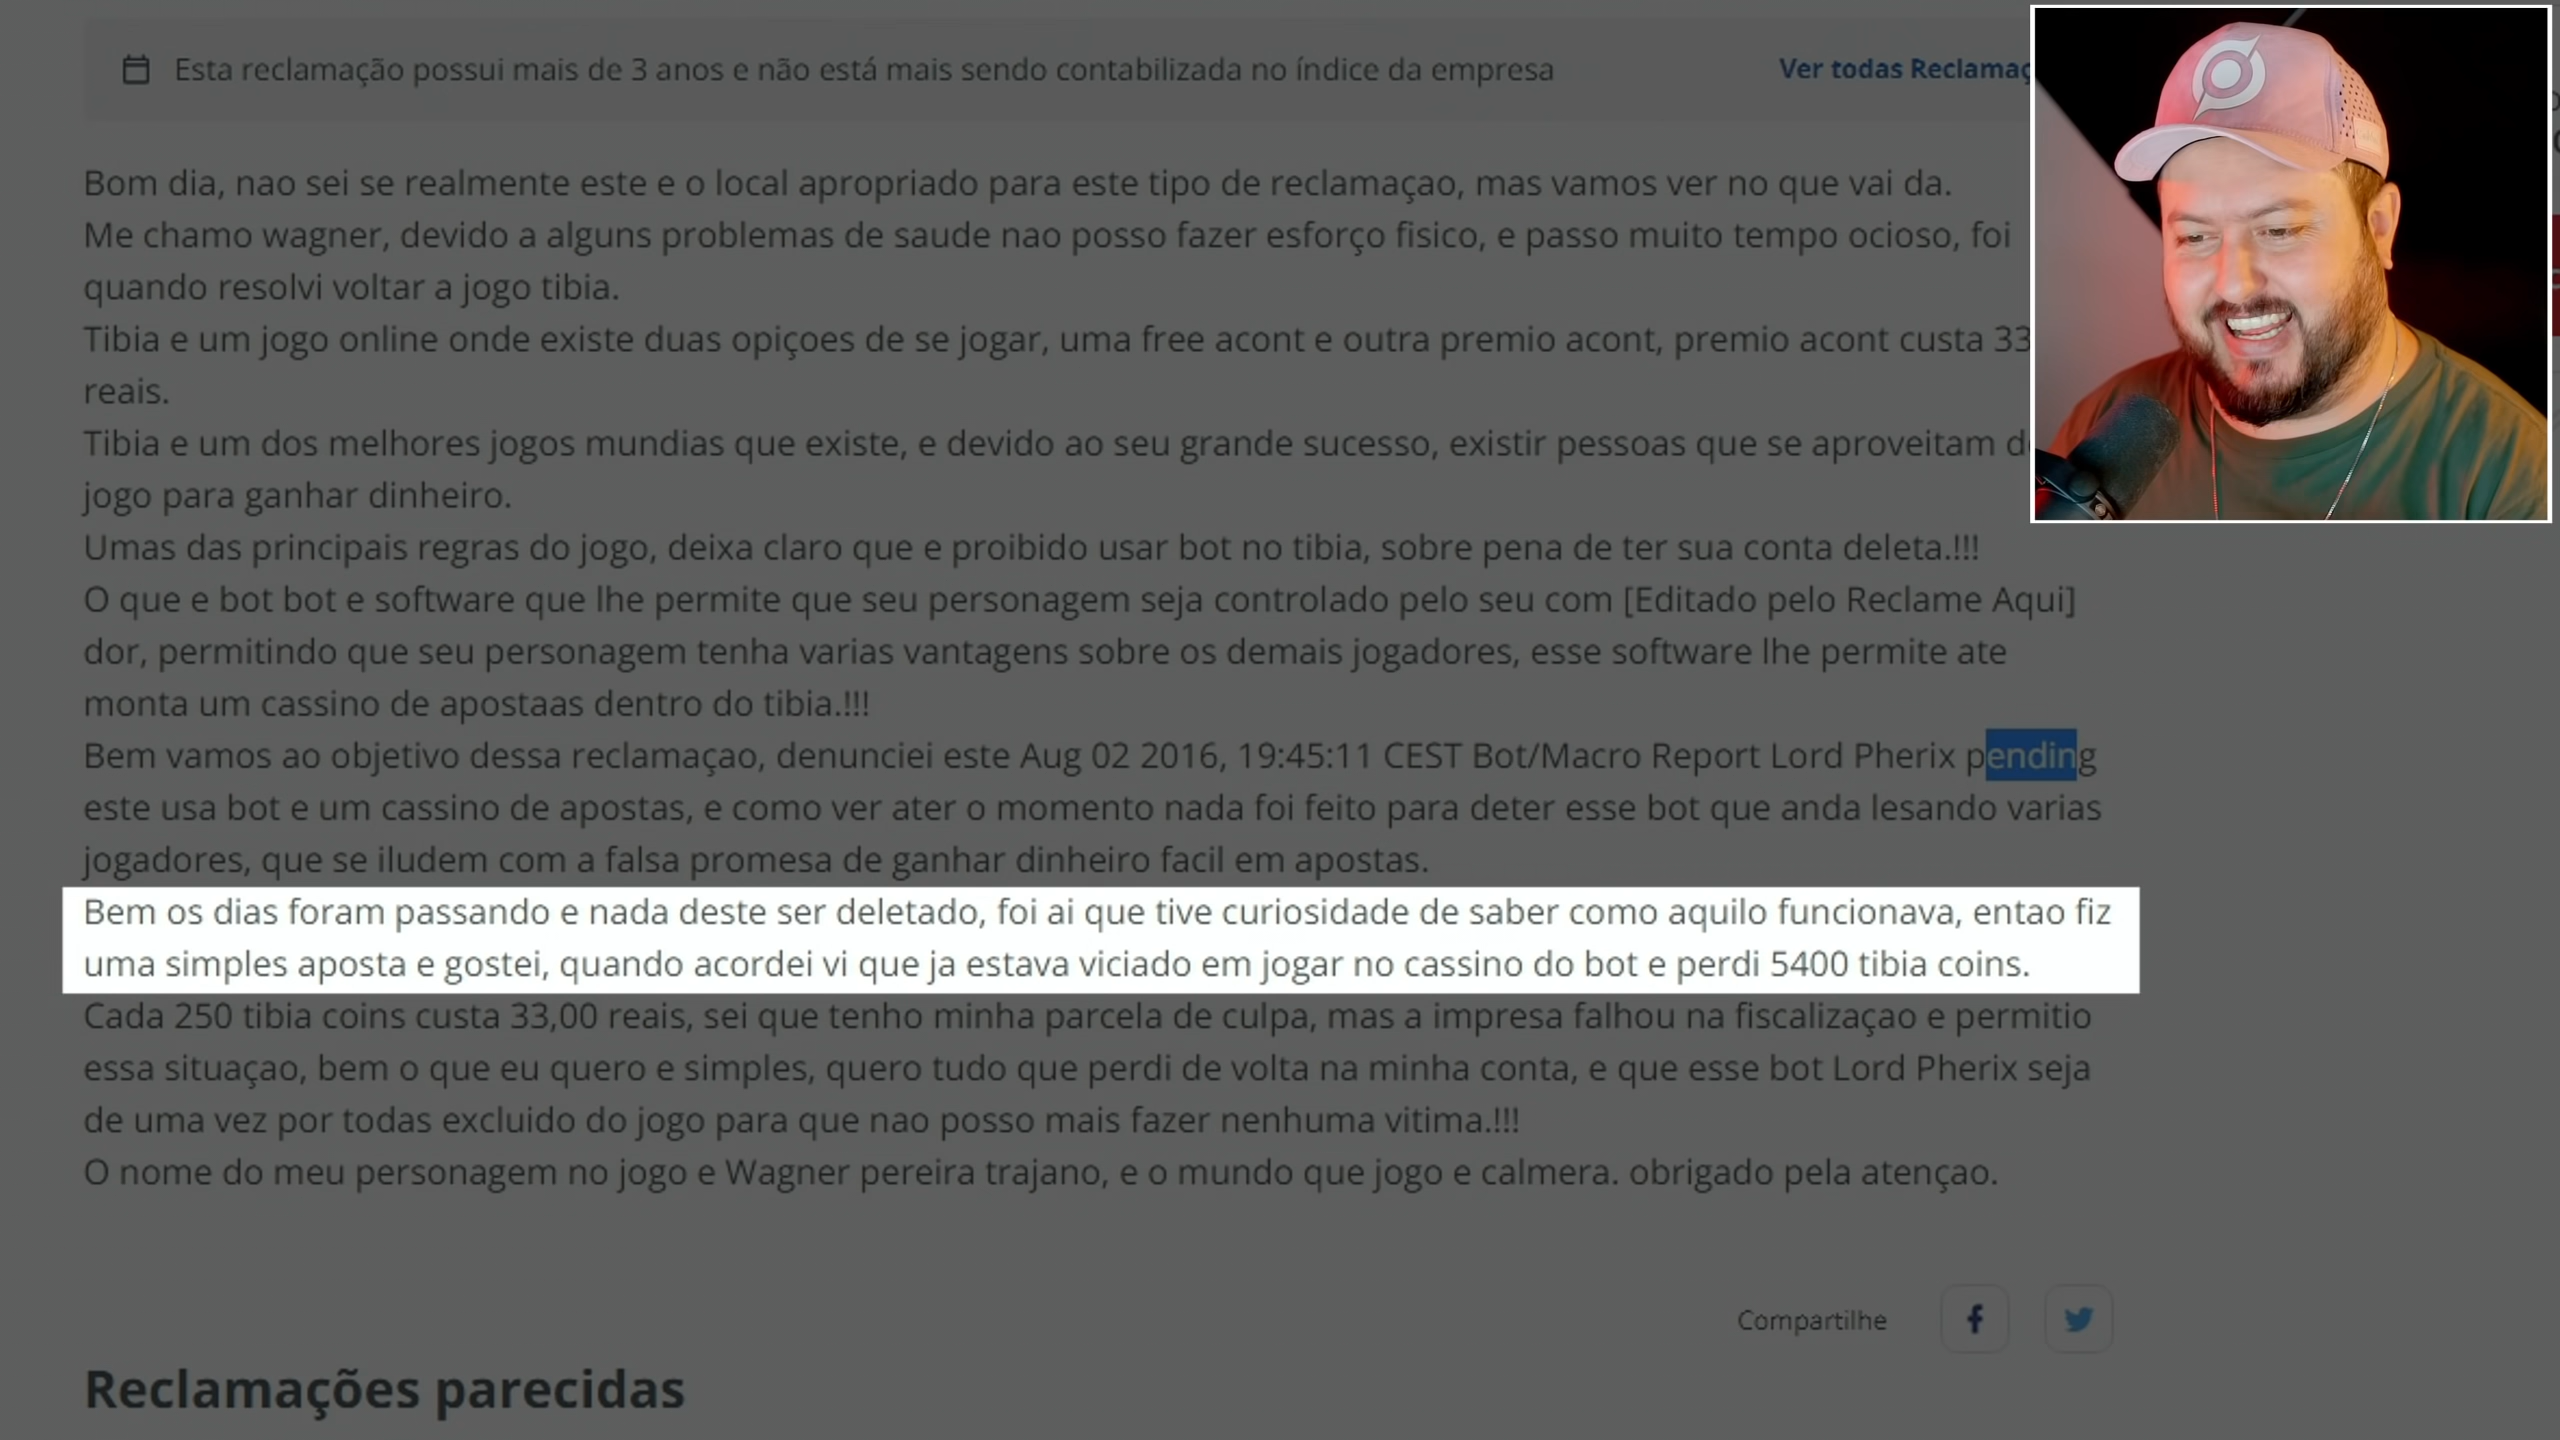 Esta reclamação possui mais de 3 anos e não está mais sendo contabilizada no índice da empresa
Ver todas
Bom dia, nao sei se realmente este e o local apropriado para este tipo de reclamaçao, mas vamos ver no que vai da.
Me chamo wagner, devido a alguns problemas de saude nao posso fazer esforço fisico, e passo muito tempo ocioso, foi
quando resolvi voltar a jogo tibia.
Tibia e um jogo online onde existe duas opiçoes de se jogar, uma free acont e outra premio acont, premio acont custa 33
reais.
Tibia e um dos melhores jogos mundias que existe, e devido ao seu grande sucesso, existir pessoas que se aproveitam
jogo para ganhar dinheiro.
Umas das principais regras do jogo, deixa claro que e proibido usar bot no tibia, sobre pena de ter sua conta deleta.!!!
O que e bot bot e software que lhe permite que seu personagem seja controlado pelo seu com [Editado pelo Reclame Aqui]
dor, permitindo que seu personagem tenha varias vantagens sobre os demais jogadores, esse software lhe permite ate
monta um cassino de apostaas dentro do tibia.!!!
Bem vamos ao objetivo dessa reclamaçao, denunciei este Aug 02 2016, 19:45:11 CEST Bot/Macro Report Lord Pherix pending
este usa bot e um cassino de apostas, e como ver ater o momento nada foi feito para deter esse bot que anda lesando varias
jogadores, que se iludem com a falsa promesa de ganhar dinheiro facil em apostas.
Bem os dias foram passando e nada deste ser deletado, foi ai que tive curiosidade de saber como aquilo funcionava, entao fiz
uma simples aposta e gostei, quando acordei vi que ja estava viciado em jogar no cassino do bot e perdi 5400 tibia coins.
Cada 250 tibia coins custa 33,00 reais, sei que tenho minha parcela de culpa, mas a impresa falhou na fiscalizaçao e permitio
essa situaçao, bem o que eu quero e simples, quero tudo que perdi de volta na minha conta, e que esse bot Lord Pherix seja
de uma vez por todas excluido do jogo para que nao posso mais fazer nenhuma vitima.!!!
O nome do meu personagem no jogo e Wagner pereira trajano, e o mundo que jogo e calmera. obrigado pela atençao.
Compartilhe
Reclamações parecidas